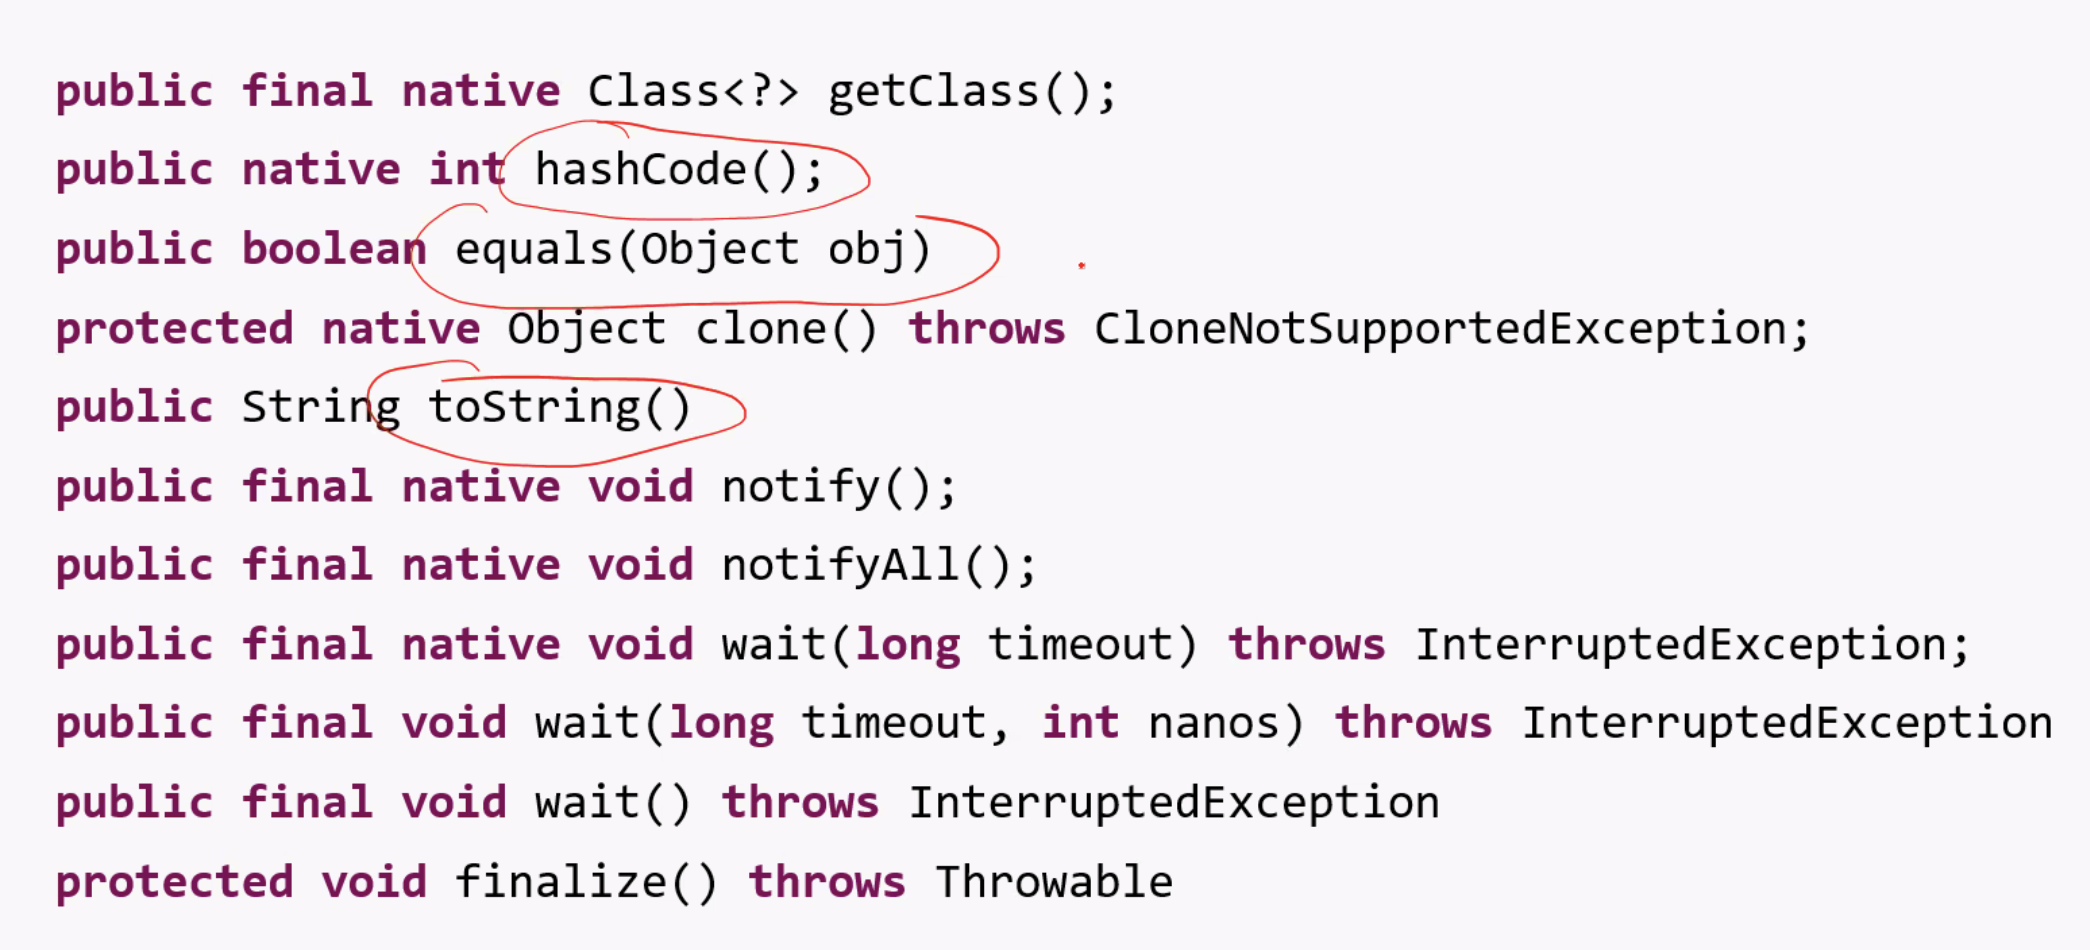 public final native Class<?> getClass();
public native int hashCode();
public boolean equals(Object obj)
protected native Object clone() throws CloneNotSupportedException;
public String toString()
public final native void notify();
public final native void notifyAll();
public final native void wait(long timeout) throws InterruptedException;
public final void wait(long timeout, int nanos) throws InterruptedException
public final void wait() throws InterruptedException
protected void finalize() throws Throwable